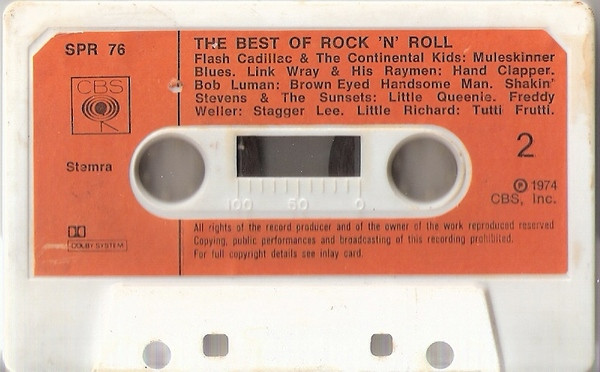 SPR 76
THE BEST OF ROCK 'N' ROLL
Flash Cadillac & The Continental Kids: Muleskinner
Blues. Link Wray & His Raymen: Hand Clapper.
Bob Luman: Brown Eyed Handsome Man. Shakin'
Stevens & The Sunsets: Little Queenie. Freddy
Weller: Stagger Lee. Little Richard: Tutti Frutti.
CBS
Stemra
2
100 50 0
℗ 1974
CBS, Inc.
DOLBY SYSTEM
All rights of the record producer and of the owner of the work reproduced reserved
Copying, public performances and broadcasting of this recording prohibited.
For full copyright details see inlay card.